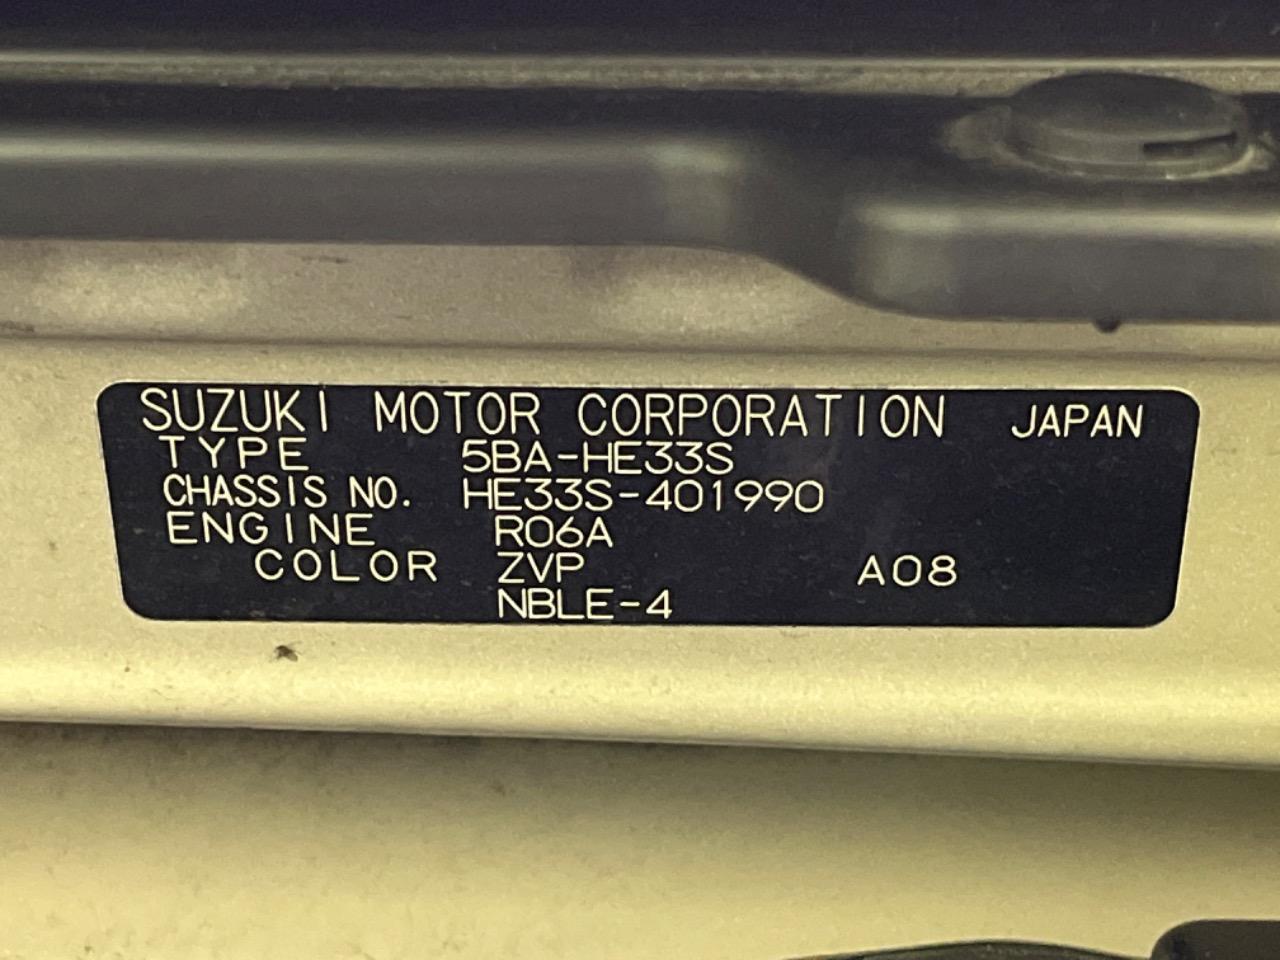 SUZUKI MOTOR CORPORATION JAPAN
TYPE 5BA-HE33S
CHASSIS NO. HE33S-401990
ENGINE R06A
COLOR ZVP A08
NBLE-4